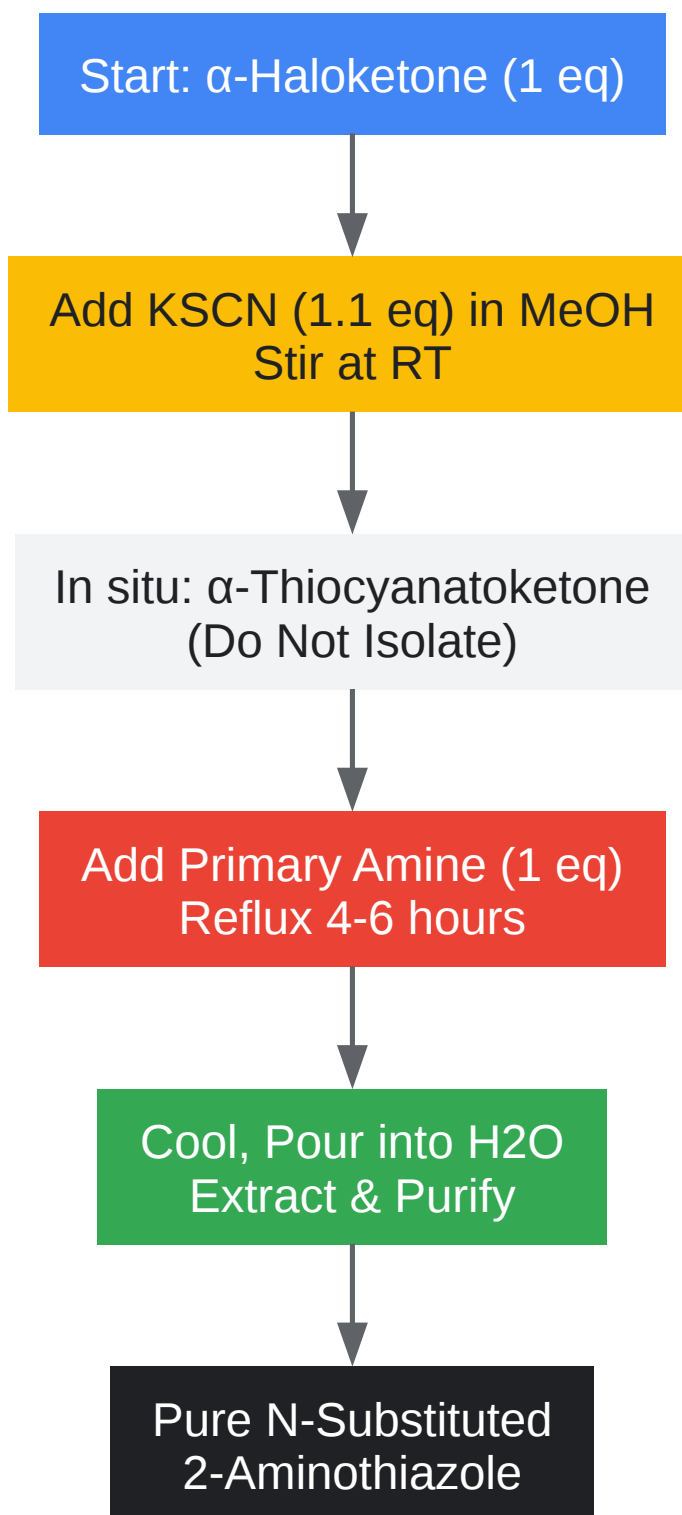 Start: α-Haloketone (1 eq)
Add KSCN (1.1 eq) in MeOH
Stir at RT
In situ: α-Thiocyanatoketone
(Do Not Isolate)
Add Primary Amine (1 eq)
Reflux 4-6 hours
Cool, Pour into H2O
Extract & Purify
Pure N-Substituted
2-Aminothiazole